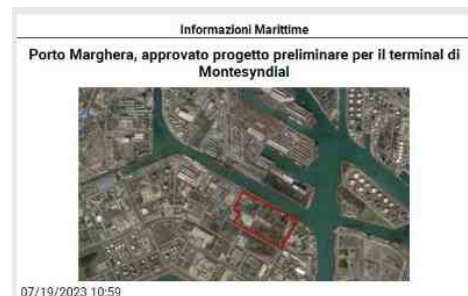 Informazioni Marittime
Porto Marghera, approvato progetto preliminare per il terminal di
Montesyndial
07/19/2023 10:59